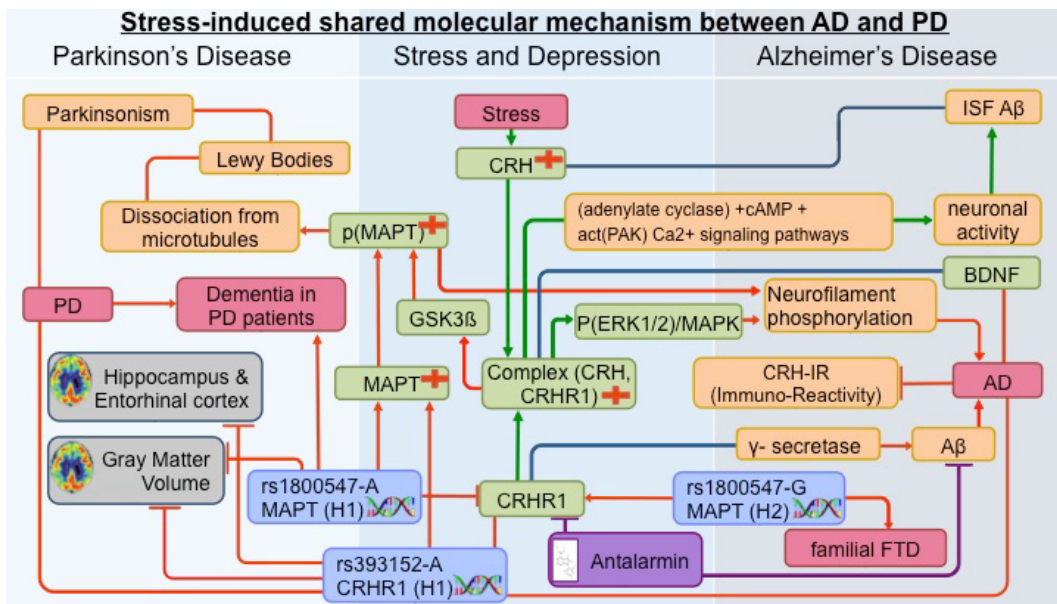 Stress-induced shared molecular mechanism between AD and PD
Parkinson's Disease
Stress and Depression
Alzheimer's Disease
Parkinsonism
Lewy Bodies
Dissociation from
microtubules
PD
Dementia in
PD patients
Hippocampus &
Entorhinal cortex
Gray Matter
Volume
rs1800547-A
MAPT (H1)
rs393152-A
CRHR1 (H1)
Stress
CRH
p(MAPT)
GSK3ß
MAPT
(adenylate cyclase) +cAMP +
act(PAK) Ca2+ signaling pathways
P(ERK1/2)/MAPK
Complex (CRH,
CRHR1)
CRHR1
Antalarmin
ISF Aβ
neuronal
activity
BDNF
Neurofilament
phosphorylation
CRH-IR
(Immuno-Reactivity)
AD
γ- secretase
Aβ
rs1800547-G
MAPT (H2)
familial FTD